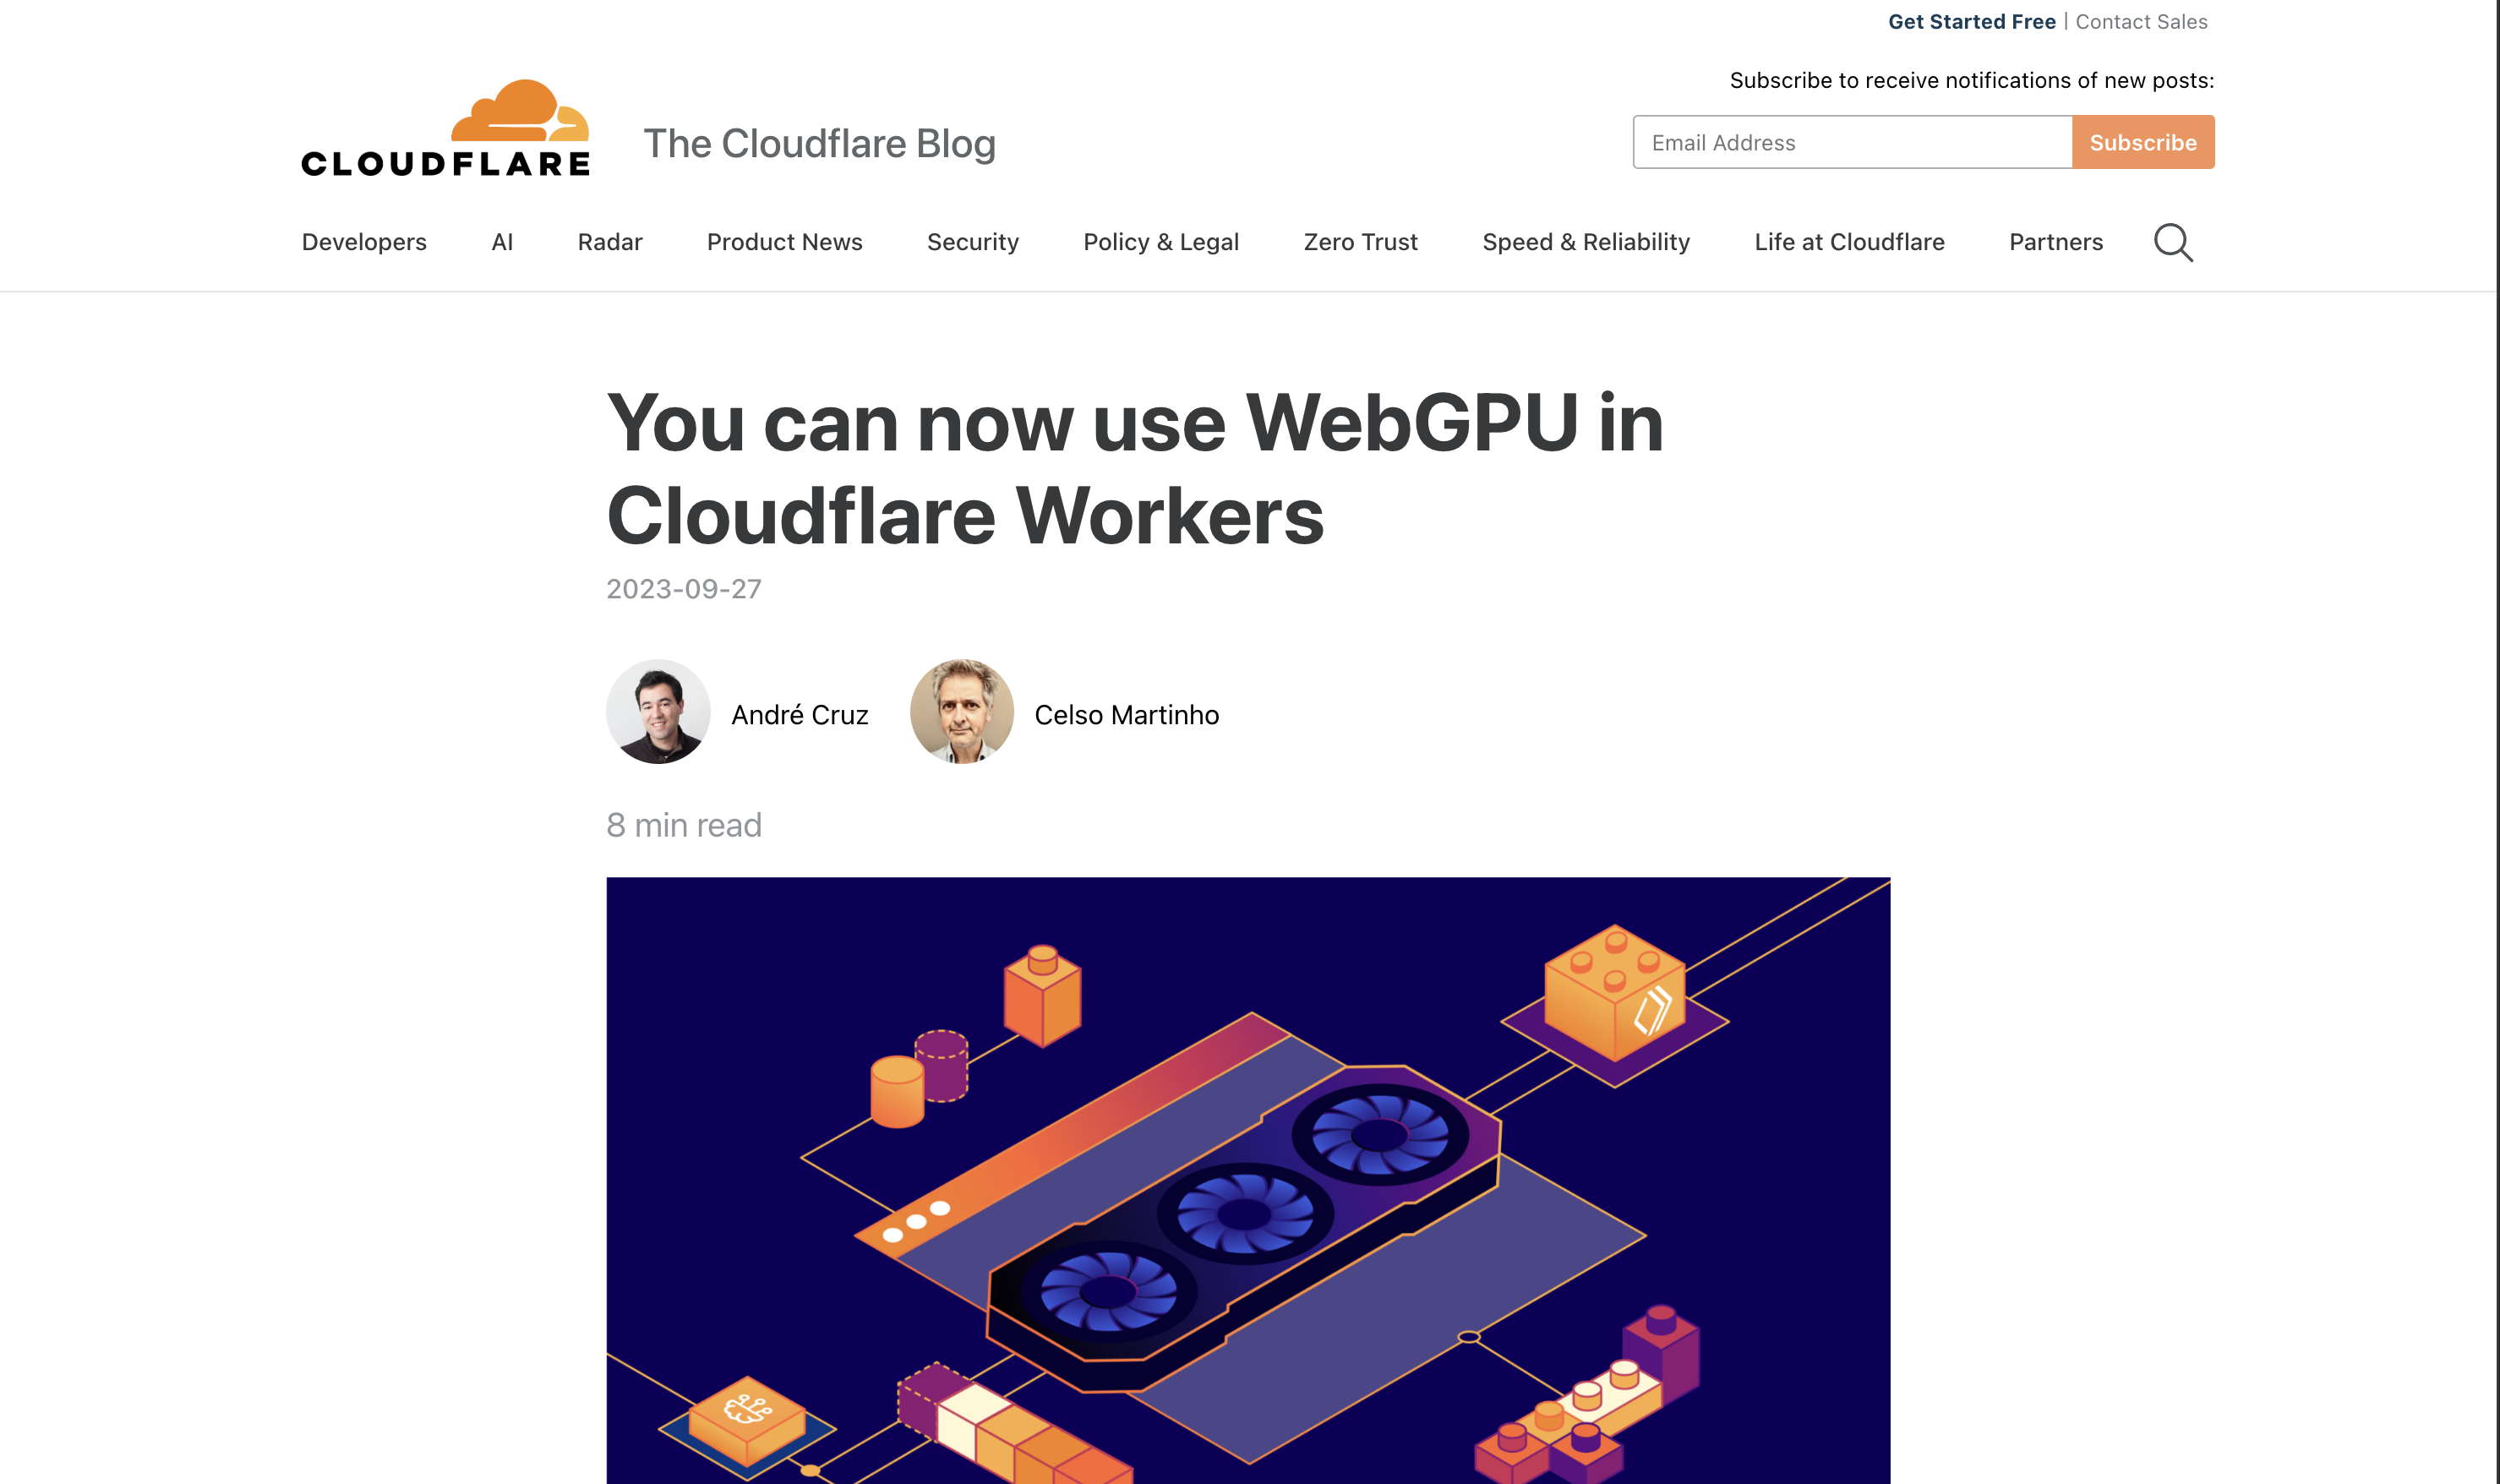 Get Started Free | Contact Sales
Subscribe to receive notifications of new posts:
CLOUDFLARE
The Cloudflare Blog
Email Address
Subscribe
Developers
AI
Radar
Product News
Security
Policy & Legal
Zero Trust
Speed & Reliability
Life at Cloudflare
Partners
You can now use WebGPU in
Cloudflare Workers
2023-09-27
André Cruz
Celso Martinho
8 min read